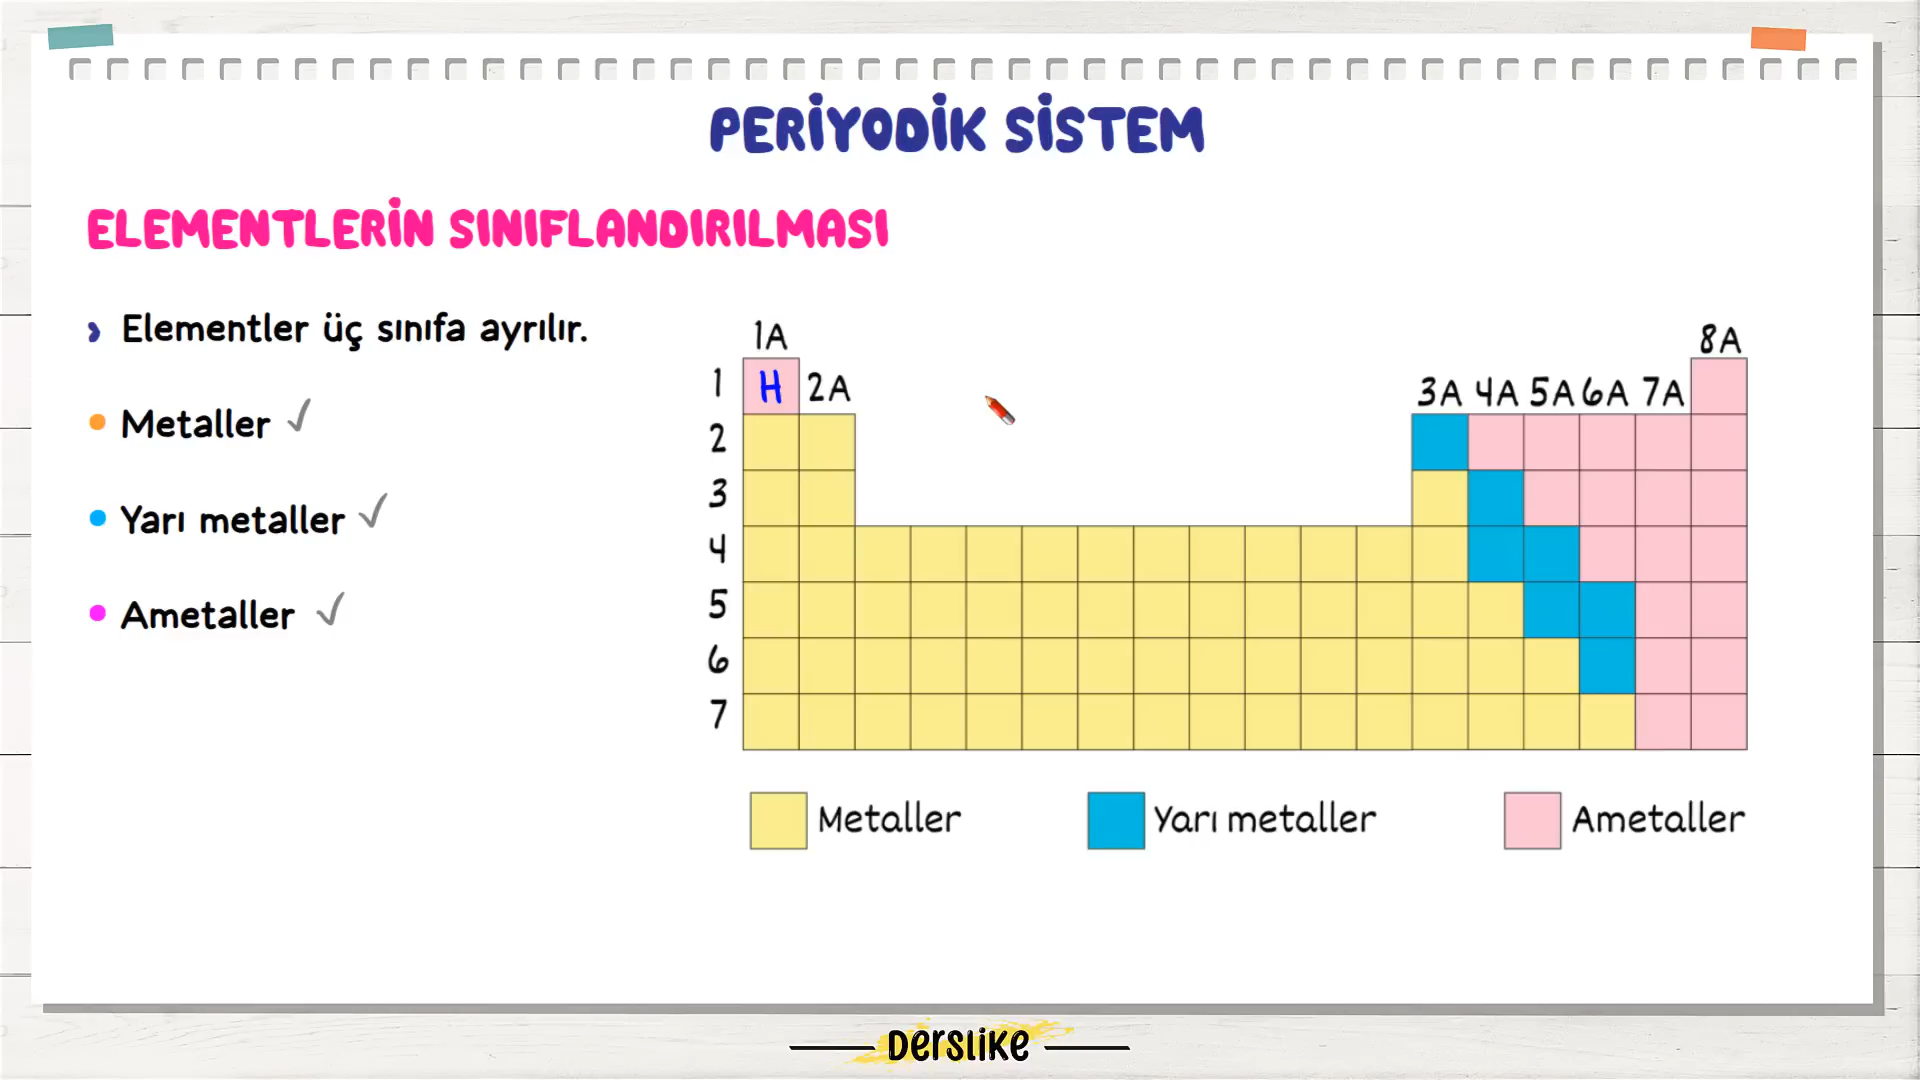 PERİYODİK SİSTEM
ELEMENTLERİN SINIFLANDIRILMASI
Elementler üç sınıfa ayrılır.
Metaller
Yarı metaller
Ametaller
1A 8A
1 H 2A 3A 4A 5A 6A 7A
2
3
4
5
6
7
Metaller Yarı metaller Ametaller
Derslike